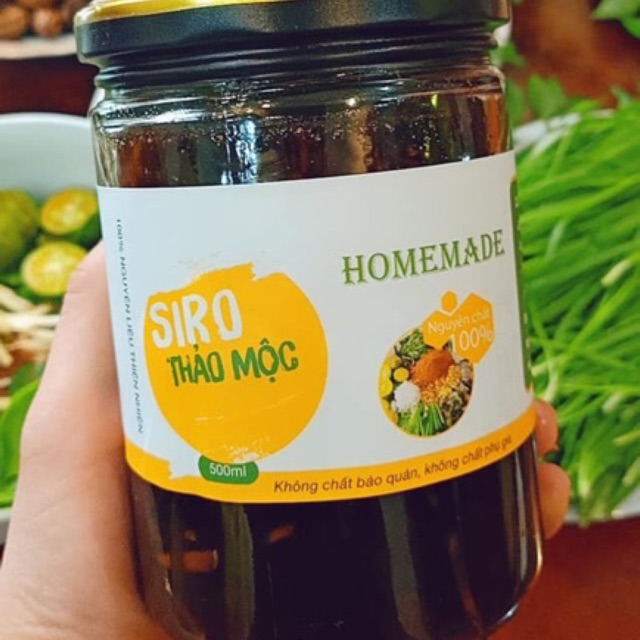 HOMEMADE
SIRO
THẢO MỘC
Nguyên chất
100%
500ml
Không chất bảo quản, không chất phụ gia
100% NGUYÊN LIỆU THIÊN NHIÊN